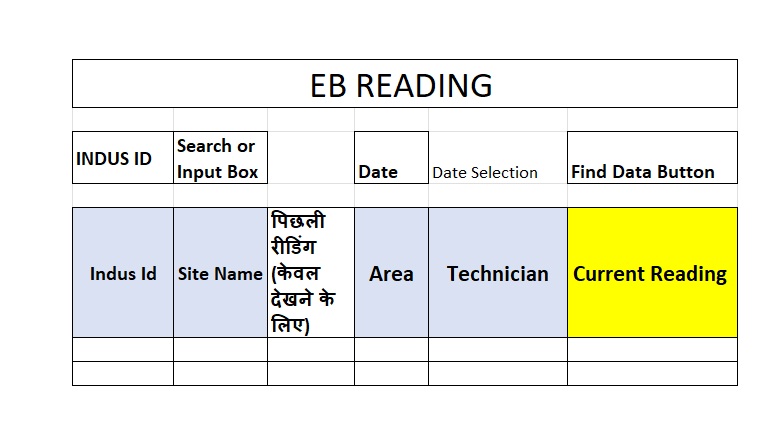 EB READING
INDUS ID
Search or
Input Box
Date
Date Selection
Find Data Button
Indus Id
Site Name
पिछली
रीडिंग
(केवल
देखने के
लिए)
Area
Technician
Current Reading